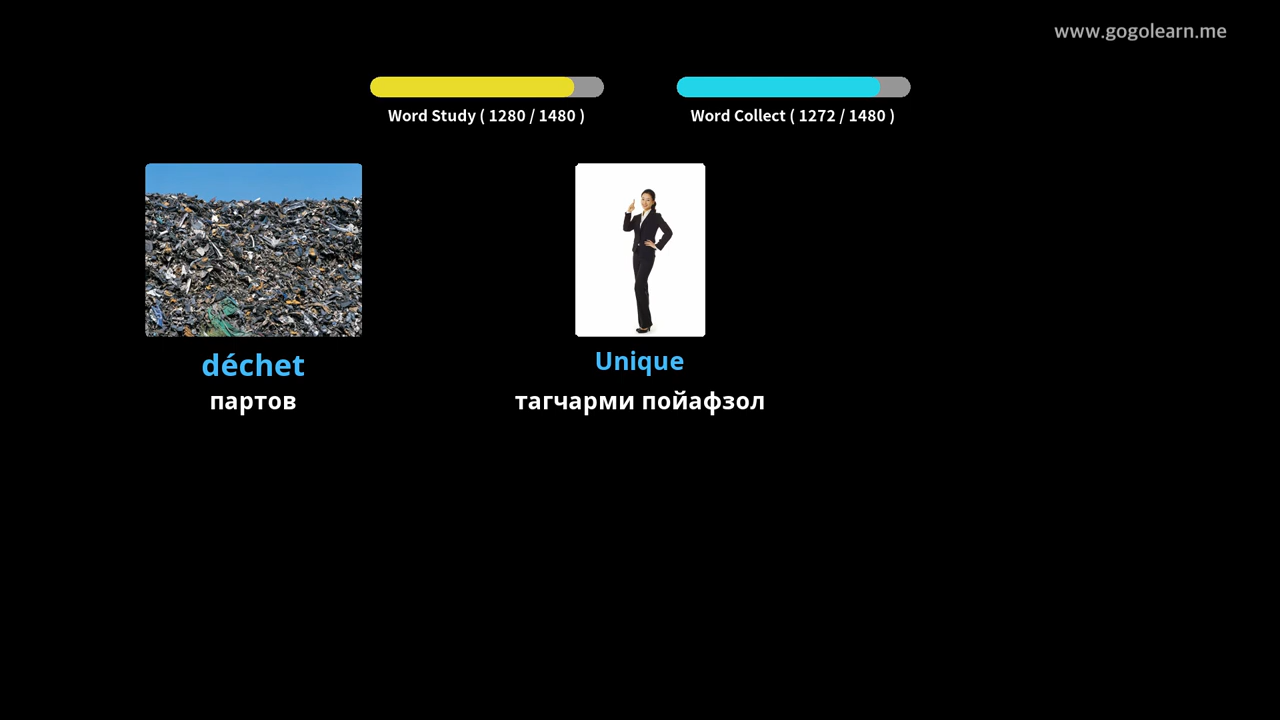 www.gogolearn.me
Word Study ( 1280 / 1480 )
Word Collect ( 1272 / 1480 )
déchet
партов
Unique
тагчарми пойафзол